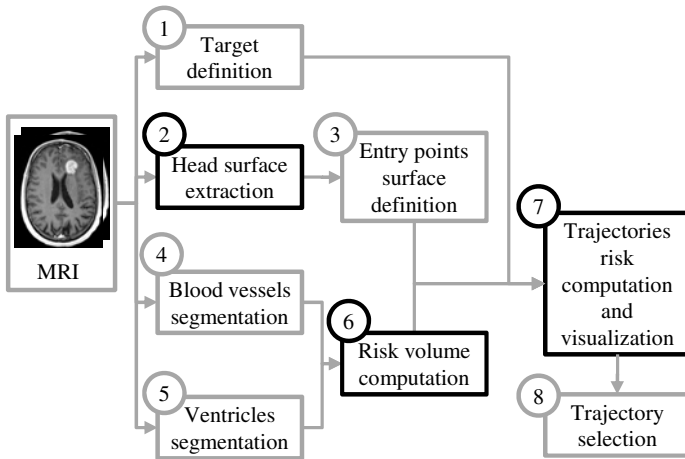 1
Target
definition
2
Head surface
extraction
3
Entry points
surface
definition
MRI
4
Blood vessels
segmentation
5
Ventricles
segmentation
6
Risk volume
computation
7
Trajectories
risk
computation
and
visualization
8
Trajectory
selection